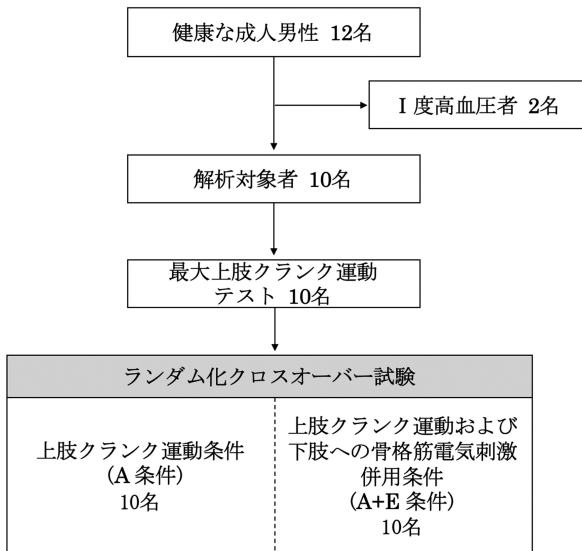 健康な成人男性 12名
Ⅰ度高血圧者 2名
解析対象者 10名
最大上肢クランク運動
テスト 10名
ランダム化クロスオーバー試験
上肢クランク運動条件
(A 条件)
10名
上肢クランク運動および
下肢への骨格筋電気刺激
併用条件
(A+E 条件)
10名